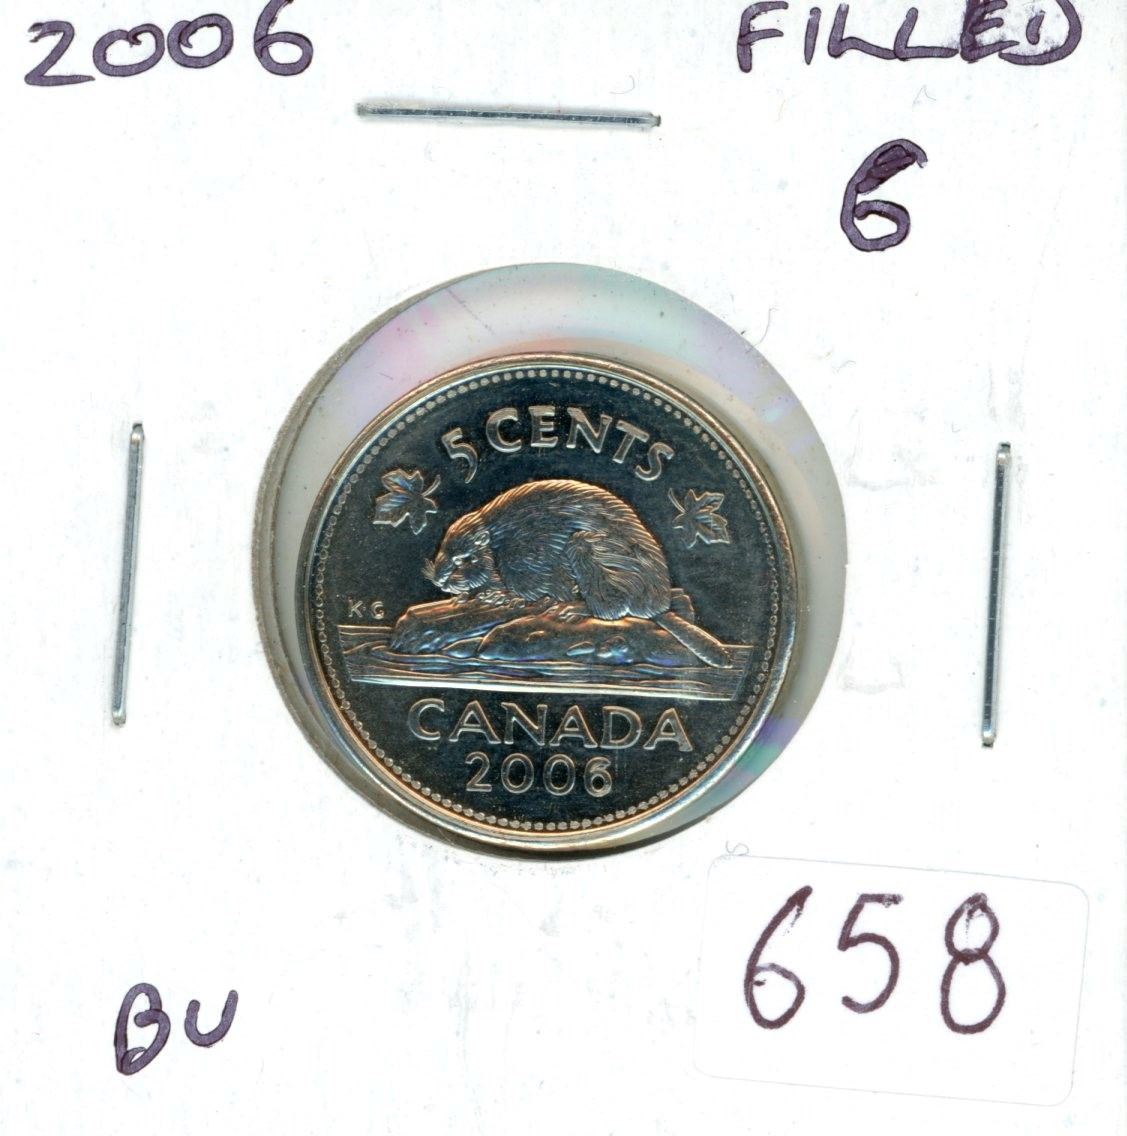 2006 FILLED
6
5 CENTS
KG
CANADA
2006
BU
658